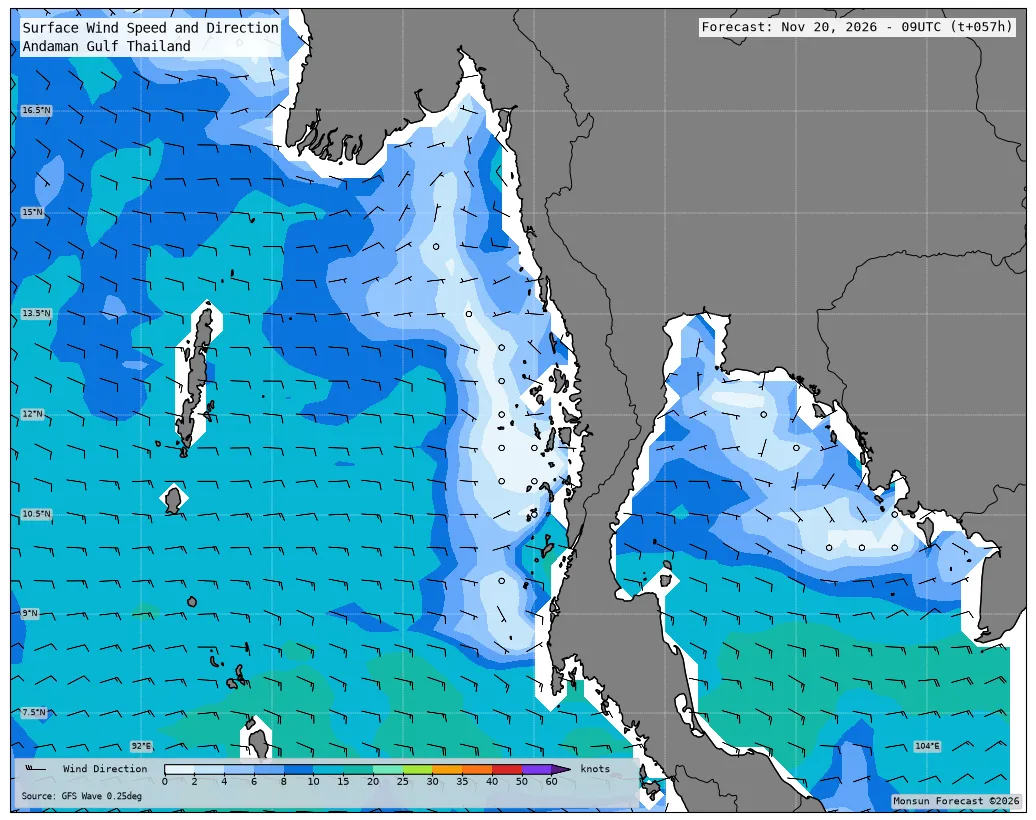 Surface Wind Speed and Direction
Andaman Gulf Thailand
Forecast: Nov 20, 2026 - 09UTC (t+057h)
16.5°N
15°N
13.5°N
12°N
10.5°N
9°N
7.5°N
92°E
104°E
Wind Direction
0 2 4 6 8 10 15 20 25 30 35 40 50 60
knots
Source: GFS Wave 0.25deg
Monsun Forecast ©2026